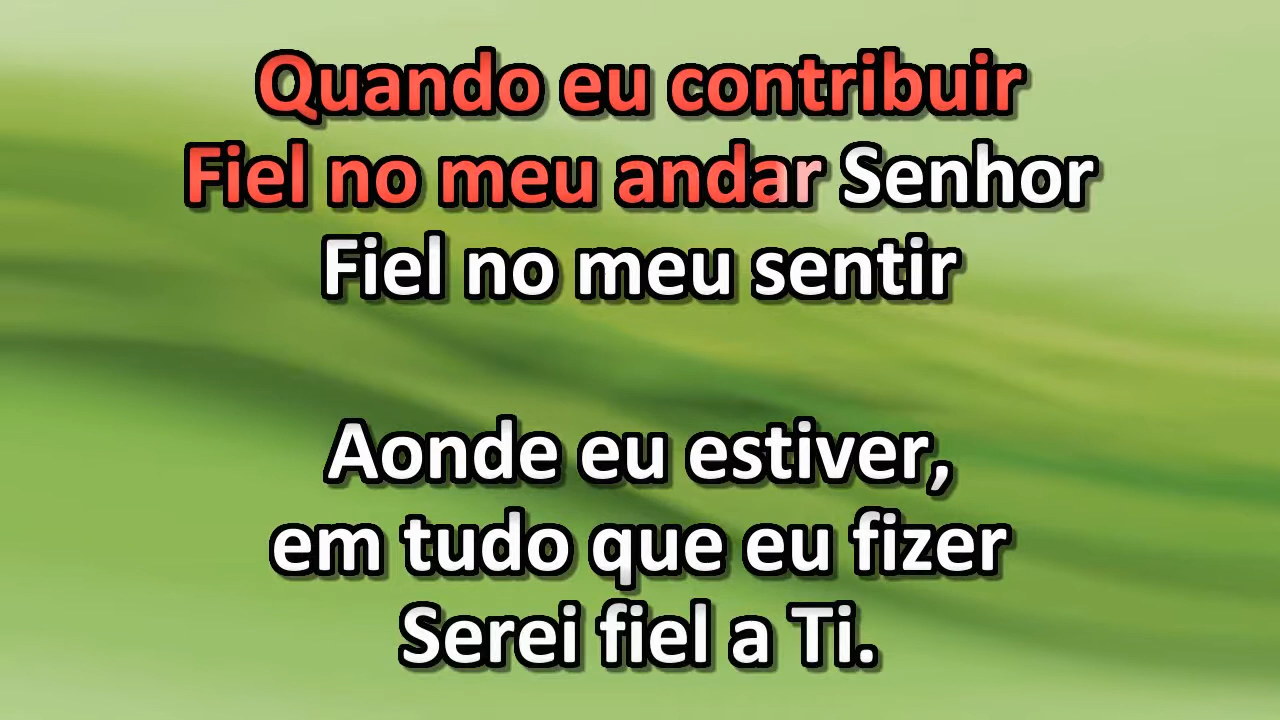 Quando eu contribuir
Fiel no meu andar Senhor
Fiel no meu sentir
Aonde eu estiver,
em tudo que eu fizer
Serei fiel a Ti.